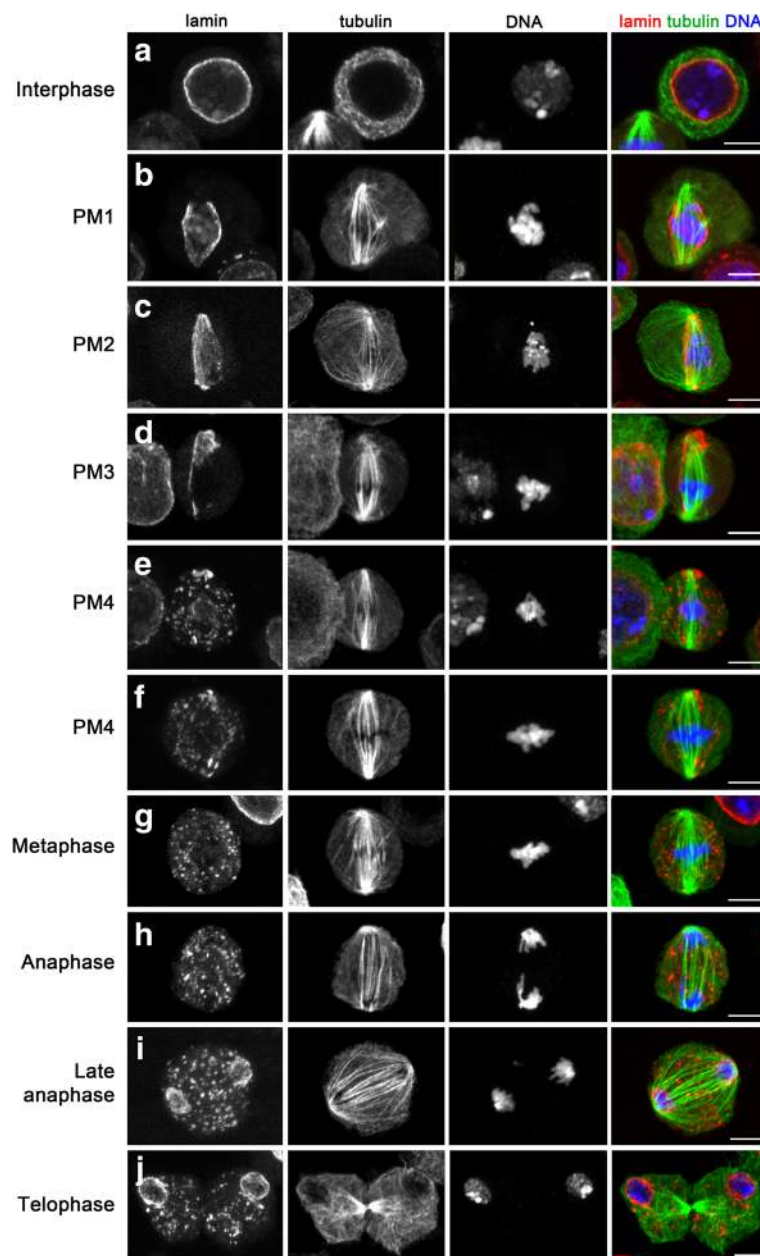 lamin tubulin DNA lamin tubulin DNA
Interphase a
PM1 b
PM2 c
PM3 d
PM4 e
PM4 f
Metaphase g
Anaphase h
Late
anaphase i
Telophase j